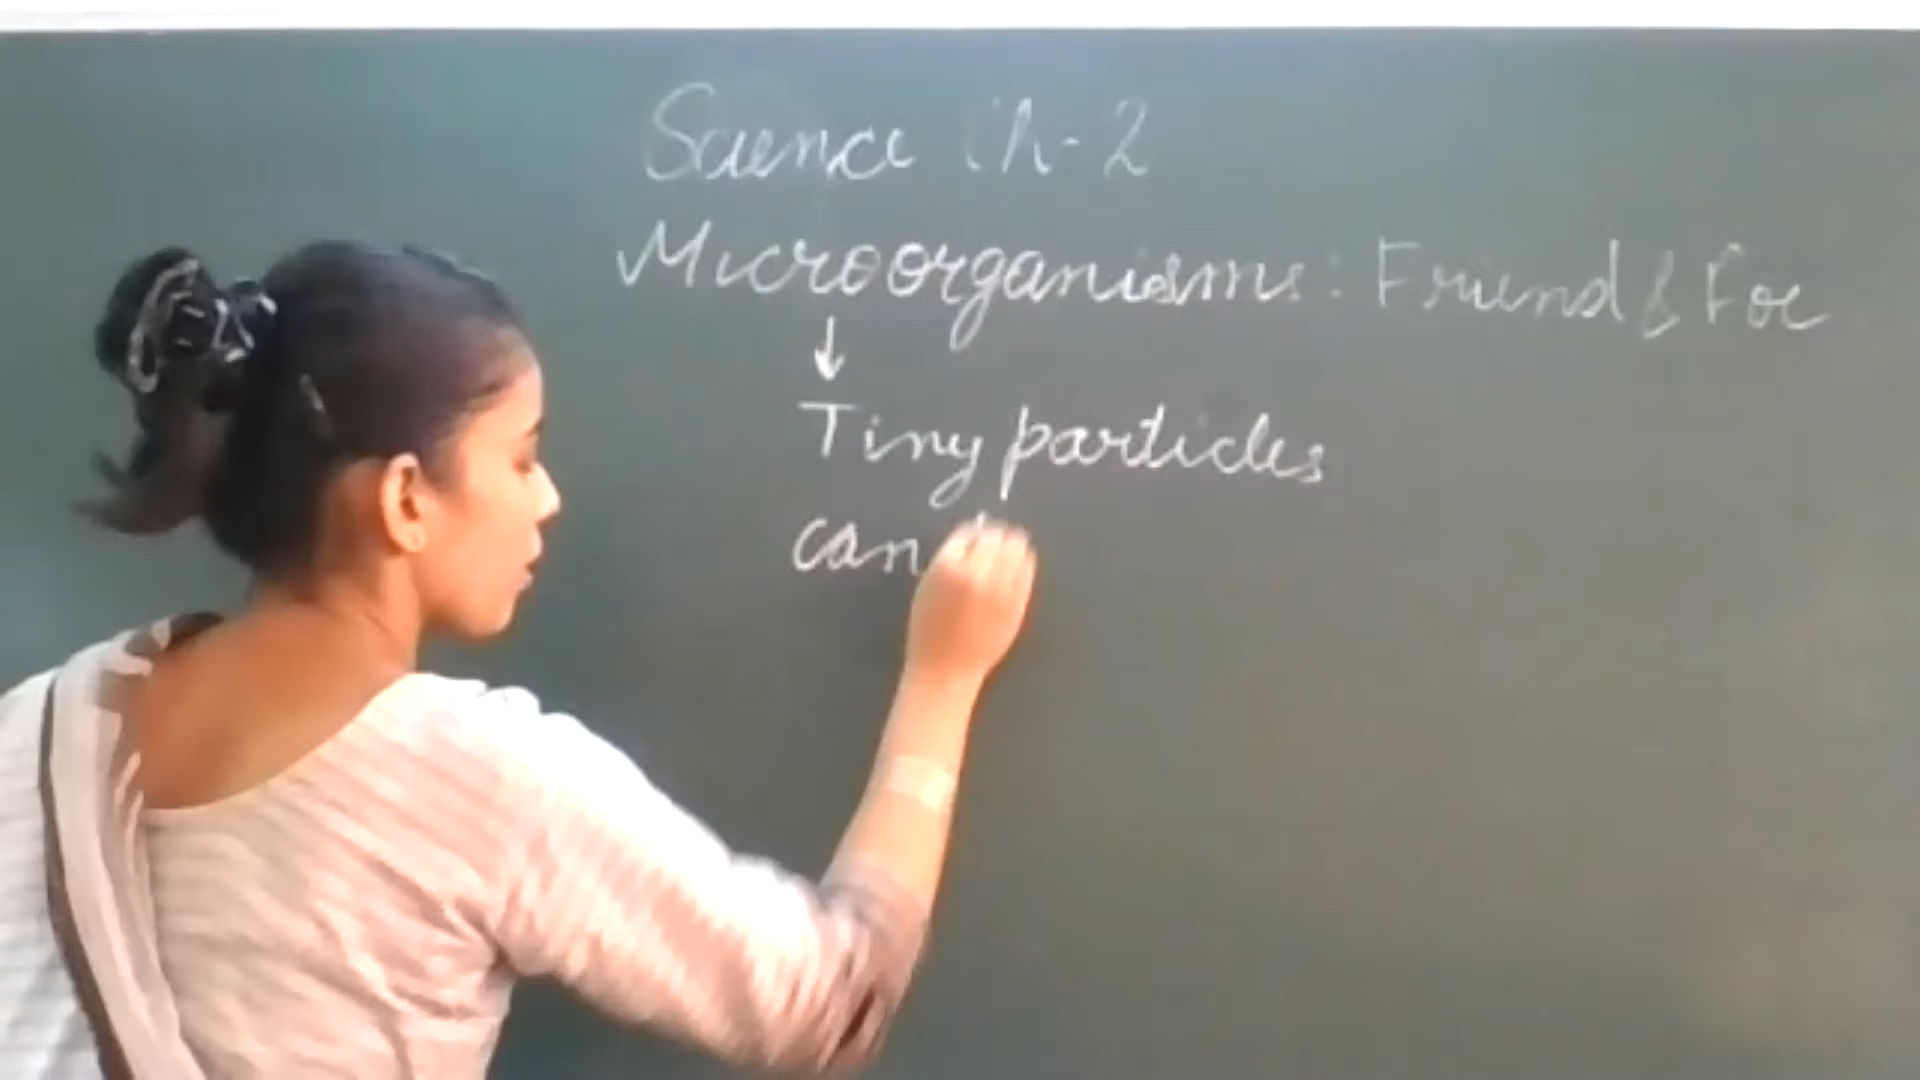 Science Ch-2
Microorganisms: Friend & Foe
↓
Tiny particles
can